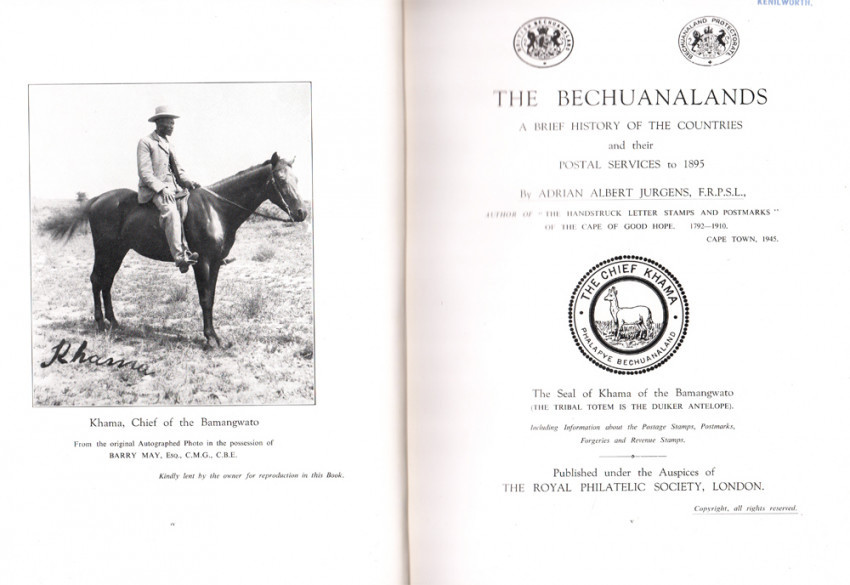 Khama
Khama, Chief of the Bamangwato
From the original Autographed Photo in the possession of
BARRY MAY, Esq., C.M.G., C.B.E.
Kindly lent by the owner for reproduction in this Book.
KENILWORTH.
BRITISH BECHUANALAND
BECHUANALAND PROTECTORATE
THE BECHUANALANDS
A BRIEF HISTORY OF THE COUNTRIES
and their
POSTAL SERVICES to 1895
By ADRIAN ALBERT JURGENS, F.R.P.S.L.,
AUTHOR OF "THE HANDSTRUCK LETTER STAMPS AND POSTMARKS"
OF THE CAPE OF GOOD HOPE. 1792—1910.
CAPE TOWN, 1945.
THE CHIEF KHAMA
PHALAPYE BECHUANALAND
The Seal of Khama of the Bamangwato
(THE TRIBAL TOTEM IS THE DUIKER ANTELOPE).
Including Information about the Postage Stamps, Postmarks,
Forgeries and Revenue Stamps.
Published under the Auspices of
THE ROYAL PHILATELIC SOCIETY, LONDON.
Copyright, all rights reserved.